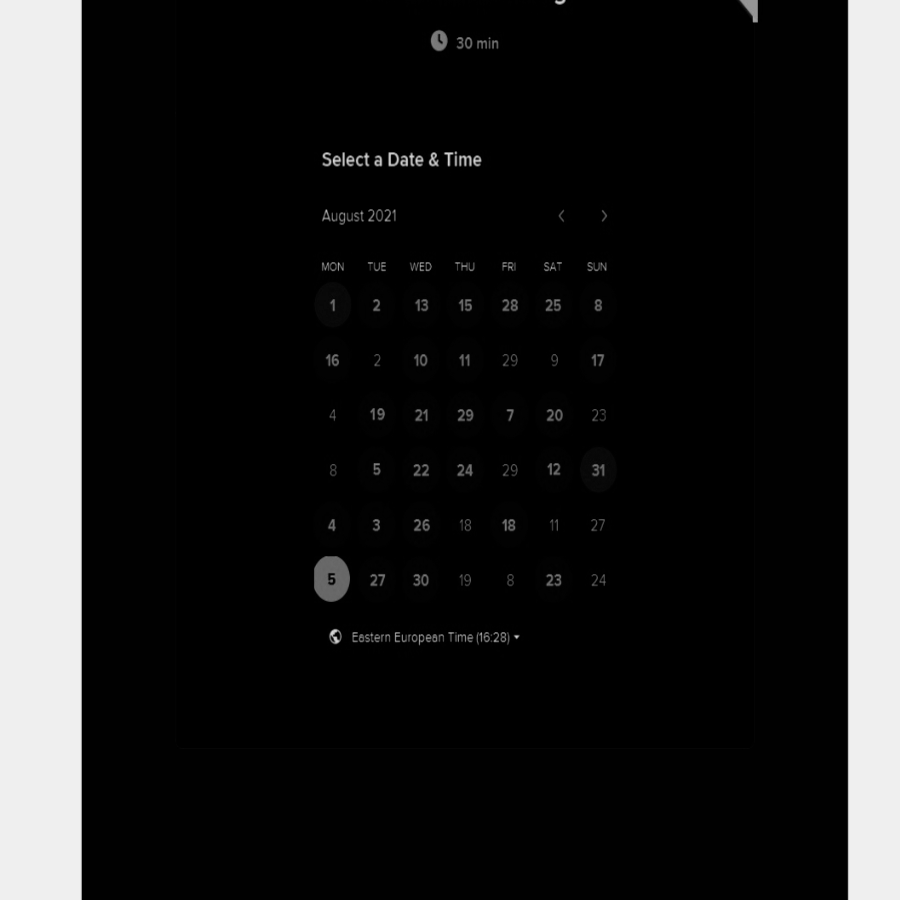 30 min
Select a Date & Time
August 2021
MON TUE WED THU FRI SAT SUN
1 2 13 15 28 25 8
16 2 10 11 29 9 17
4 19 21 29 7 20 23
8 5 22 24 29 12 31
4 3 26 18 18 11 27
5 27 30 19 8 23 24
Eastern European Time (16:28)